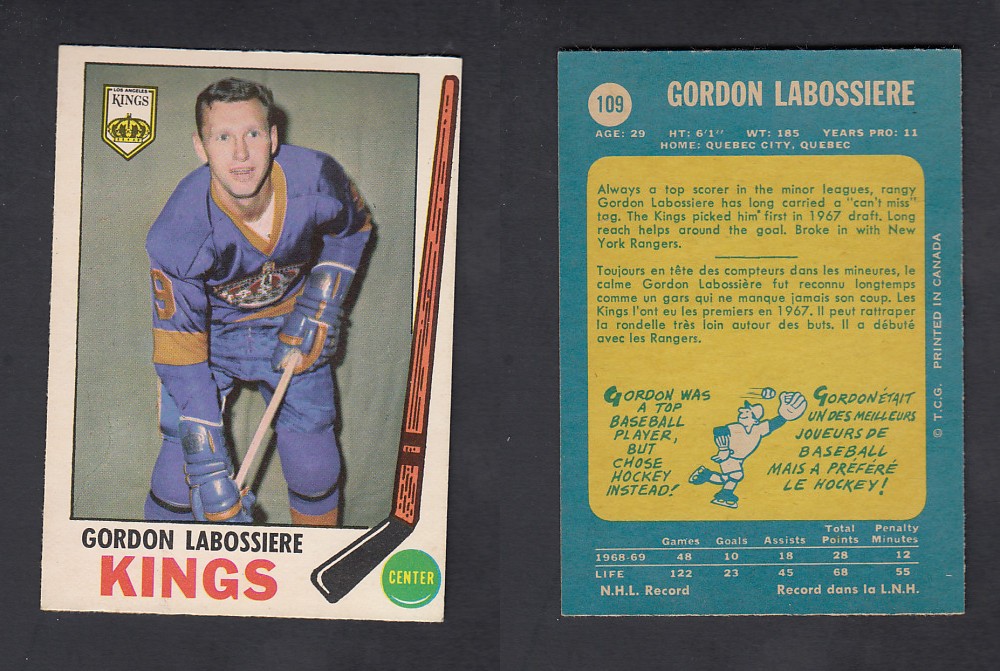 LOS ANGELES
KINGS
9
GORDON LABOSSIERE
KINGS
CENTER
109
GORDON LABOSSIERE
AGE: 29 HT: 6'1" WT: 185 YEARS PRO: 11
HOME: QUEBEC CITY, QUEBEC
Always a top scorer in the minor leagues, rangy
Gordon Labossiere has long carried a "can't miss"
tag. The Kings picked him first in 1967 draft. Long
reach helps around the goal. Broke in with New
York Rangers.
Toujours en tête des compteurs dans les mineures, le
calme Gordon Labossière fut reconnu longtemps
comme un gars qui ne manque jamais son coup. Les
Kings l'ont eu les premiers en 1967. Il peut rattraper
la rondelle très loin autour des buts. Il a débuté
avec les Rangers.
GORDON WAS
A TOP
BASEBALL
PLAYER,
BUT
CHOSE
HOCKEY
INSTEAD!
GORDON ÉTAIT
UN DES MEILLEURS
JOUEURS DE
BASEBALL
MAIS A PRÉFÉRÉ
LE HOCKEY!
© T.C.G. PRINTED IN CANADA
Games Goals Assists Total Points Penalty Minutes
1968-69 48 10 18 28 12
LIFE 122 23 45 68 55
N.H.L. Record Record dans la L.N.H.